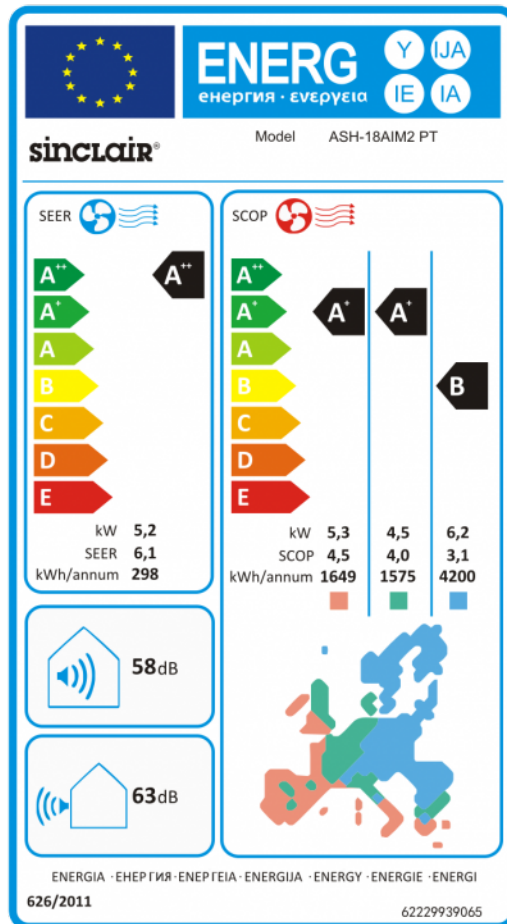 ENERG
енергия · ενεργεια
Y IJA
IE IA
sinclair®
Model ASH-18AIM2 PT
SEER
A++
A+
A
B
C
D
E
A++
kW 5,2
SEER 6,1
kWh/annum 298
SCOP
A++
A+
A
B
C
D
E
A+ A+
B
kW 5,3 4,5 6,2
SCOP 4,5 4,0 3,1
kWh/annum 1649 1575 4200
58dB
63dB
ENERGIA · ЕНЕРГИЯ · ΕΝΕΡΓΕΙΑ · ENERGIJA · ENERGY · ENERGIE · ENERGI
626/2011
62229939065